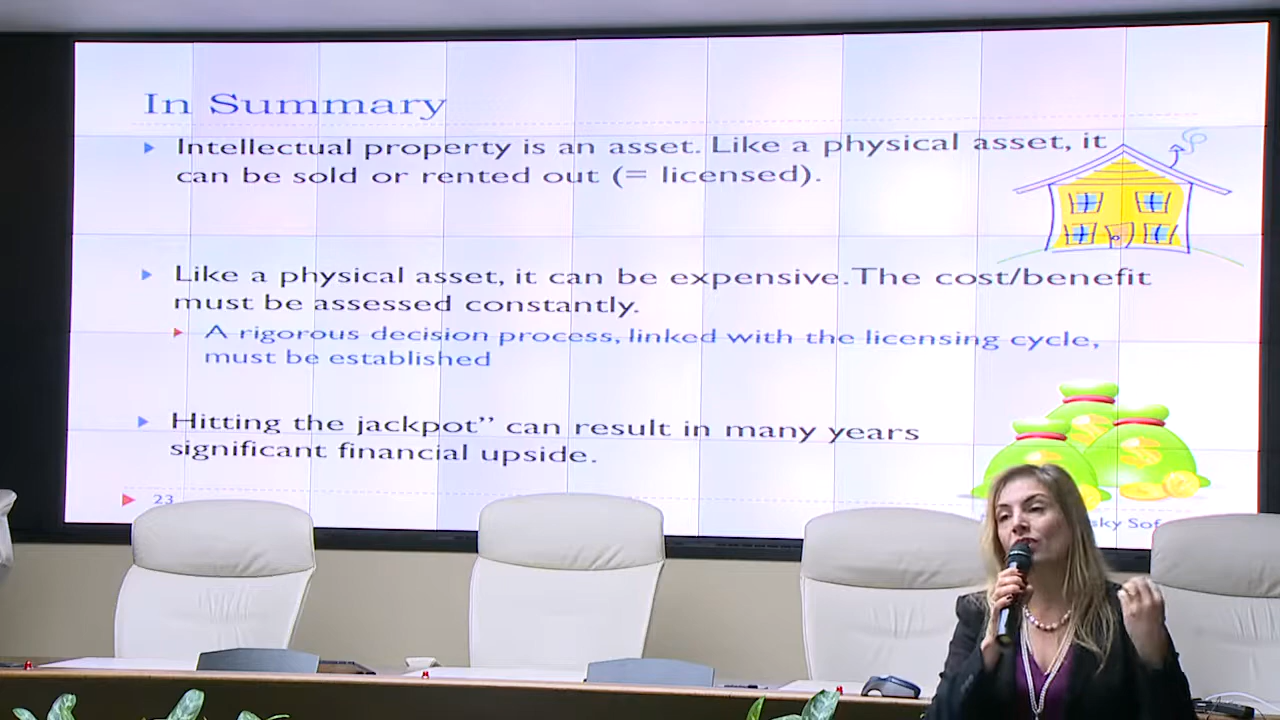 In Summary
Intellectual property is an asset. Like a physical asset, it
can be sold or rented out (= licensed).
Like a physical asset, it can be expensive. The cost/benefit
must be assessed constantly.
A rigorous decision process, linked with the licensing cycle,
must be established
Hitting the jackpot” can result in many years
significant financial upside.
23